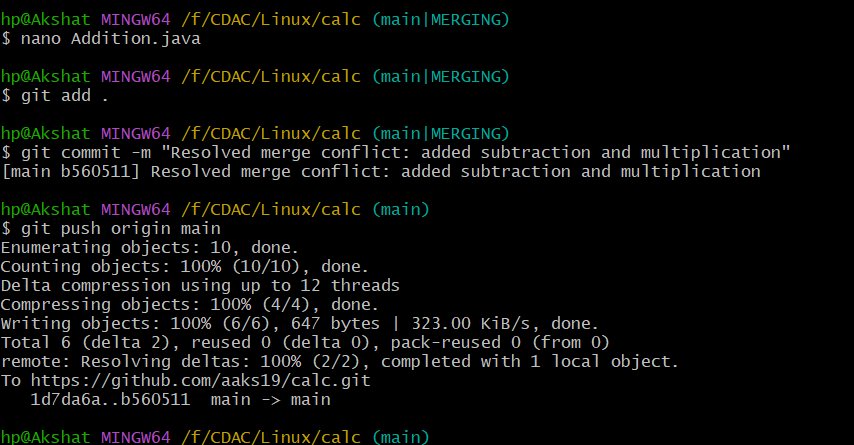 hp@Akshat MINGW64 /f/CDAC/Linux/calc (main|MERGING)
$ nano Addition.java
hp@Akshat MINGW64 /f/CDAC/Linux/calc (main|MERGING)
$ git add .
hp@Akshat MINGW64 /f/CDAC/Linux/calc (main|MERGING)
$ git commit -m "Resolved merge conflict: added subtraction and multiplication"
[main b560511] Resolved merge conflict: added subtraction and multiplication
hp@Akshat MINGW64 /f/CDAC/Linux/calc (main)
$ git push origin main
Enumerating objects: 10, done.
Counting objects: 100% (10/10), done.
Delta compression using up to 12 threads
Compressing objects: 100% (4/4), done.
Writing objects: 100% (6/6), 647 bytes | 323.00 KiB/s, done.
Total 6 (delta 2), reused 0 (delta 0), pack-reused 0 (from 0)
remote: Resolving deltas: 100% (2/2), completed with 1 local object.
To https://github.com/aaks19/calc.git
   1d7da6a..b560511  main -> main
hp@Akshat MINGW64 /f/CDAC/Linux/calc (main)